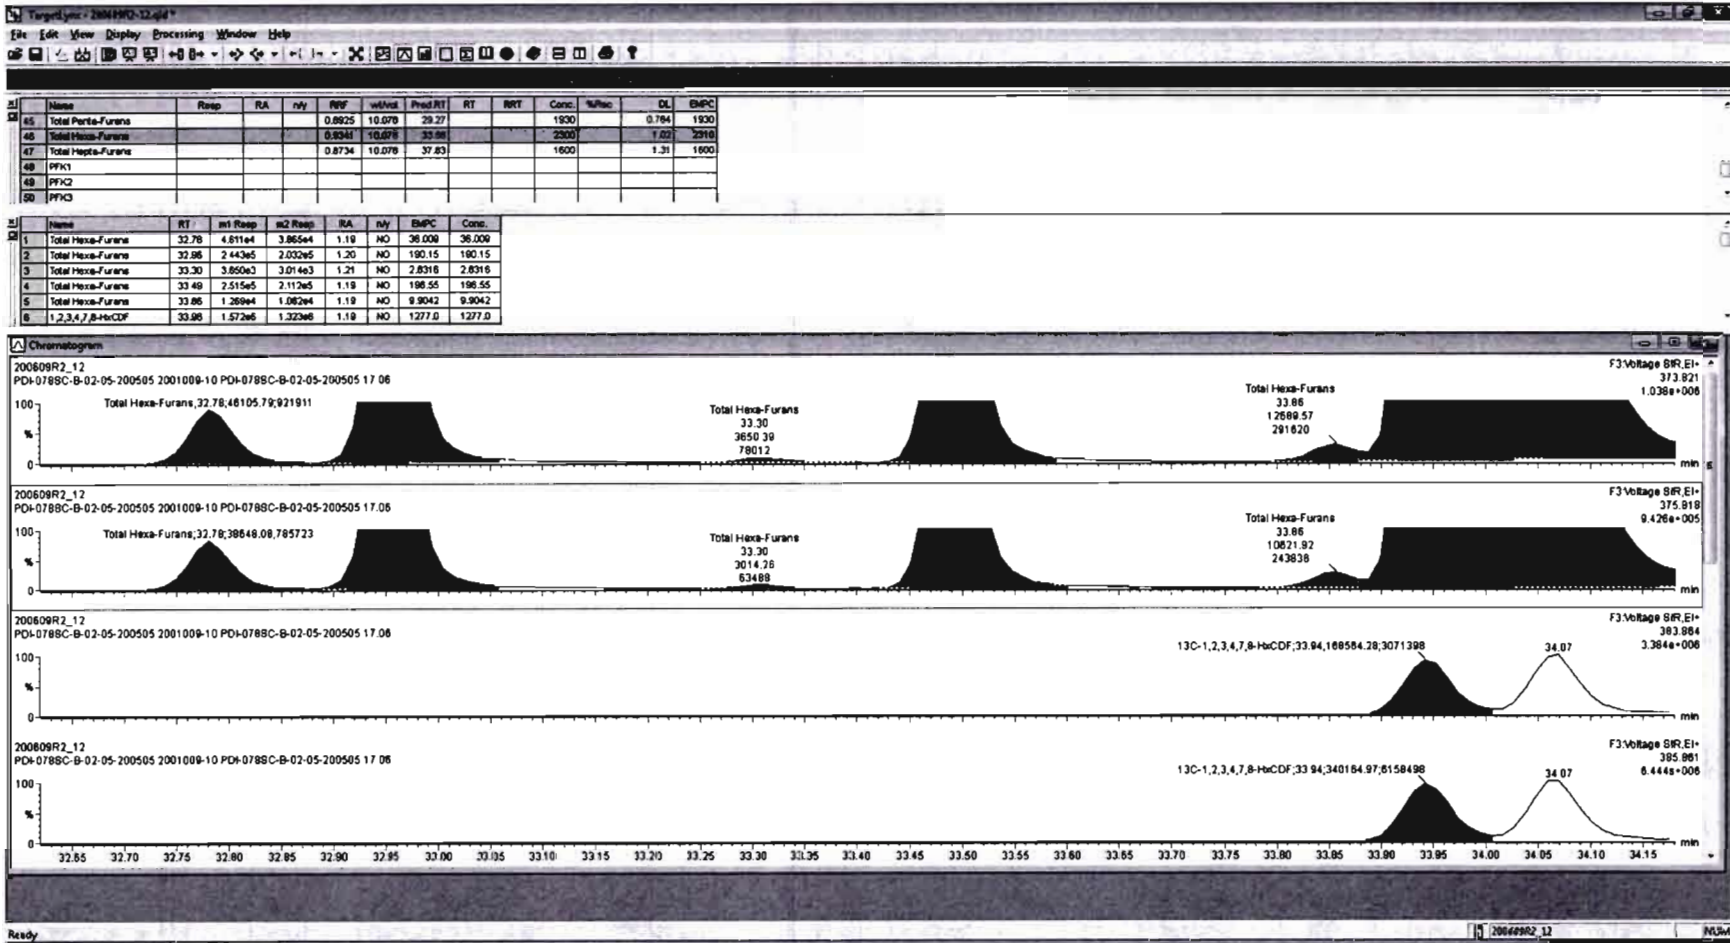 TargetLynx - 200609R2-12.qld *
File Edit View Display Processing Window Help
Name Resp RA n/y RRF wt/vol Pred.RT RT RRT Conc. %Rec DL EMPC
45 Total Penta-Furans 0.8925 10.076 29.27 1930 0.764 1930
46 Total Hexa-Furans 10.076 2300 1.02 2310
47 Total Hepta-Furans 0.8734 10.076 37.83 1600 1.31 1600
48 PFK1
49 PFK2
50 PFK3
Name RT m1 Resp m2 Resp RA n/y EMPC Conc.
1 Total Hexa-Furans 32.78 4.611e4 3.865e4 1.19 NO 36.009 36.009
2 Total Hexa-Furans 32.96 2.443e5 2.032e5 1.20 NO 190.15 190.15
3 Total Hexa-Furans 33.30 3.650e3 3.014e3 1.21 NO 2.8316 2.8316
4 Total Hexa-Furans 33.49 2.515e5 2.112e5 1.19 NO 196.55 196.55
5 Total Hexa-Furans 33.86 1.269e4 1.062e4 1.19 NO 9.9042 9.9042
6 1,2,3,4,7,8-HxCDF 33.96 1.572e6 1.323e6 1.19 NO 1277.0 1277.0
Chromatogram
200609R2_12 F3:Voltage SIR,EI+
PDI-078SC-B-02-05-200505 2001009-10 PDI-078SC-B-02-05-200505 17.06 373.821
1.038e+006
100 Total Hexa-Furans;32.78;46105.79;921911
Total Hexa-Furans
33.30
3650.39
78012
Total Hexa-Furans
33.86
12689.57
291620
%
0 min
200609R2_12 F3:Voltage SIR,EI+
PDI-078SC-B-02-05-200505 2001009-10 PDI-078SC-B-02-05-200505 17.06 375.818
9.426e+005
100 Total Hexa-Furans;32.78;38648.08;785723
Total Hexa-Furans
33.30
3014.26
63488
Total Hexa-Furans
33.86
10621.92
243838
%
0 min
200609R2_12 F3:Voltage SIR,EI+
PDI-078SC-B-02-05-200505 2001009-10 PDI-078SC-B-02-05-200505 17.06 383.864
3.384e+006
100 13C-1,2,3,4,7,8-HxCDF;33.94;168564.28;3071398 34.07
%
0 min
200609R2_12 F3:Voltage SIR,EI+
PDI-078SC-B-02-05-200505 2001009-10 PDI-078SC-B-02-05-200505 17.06 385.861
6.444e+006
100 13C-1,2,3,4,7,8-HxCDF;33.94;340164.97;6158498 34.07
%
0 min
32.65 32.70 32.75 32.80 32.85 32.90 32.95 33.00 33.05 33.10 33.15 33.20 33.25 33.30 33.35 33.40 33.45 33.50 33.55 33.60 33.65 33.70 33.75 33.80 33.85 33.90 33.95 34.00 34.05 34.10 34.15
Ready 200609R2_12